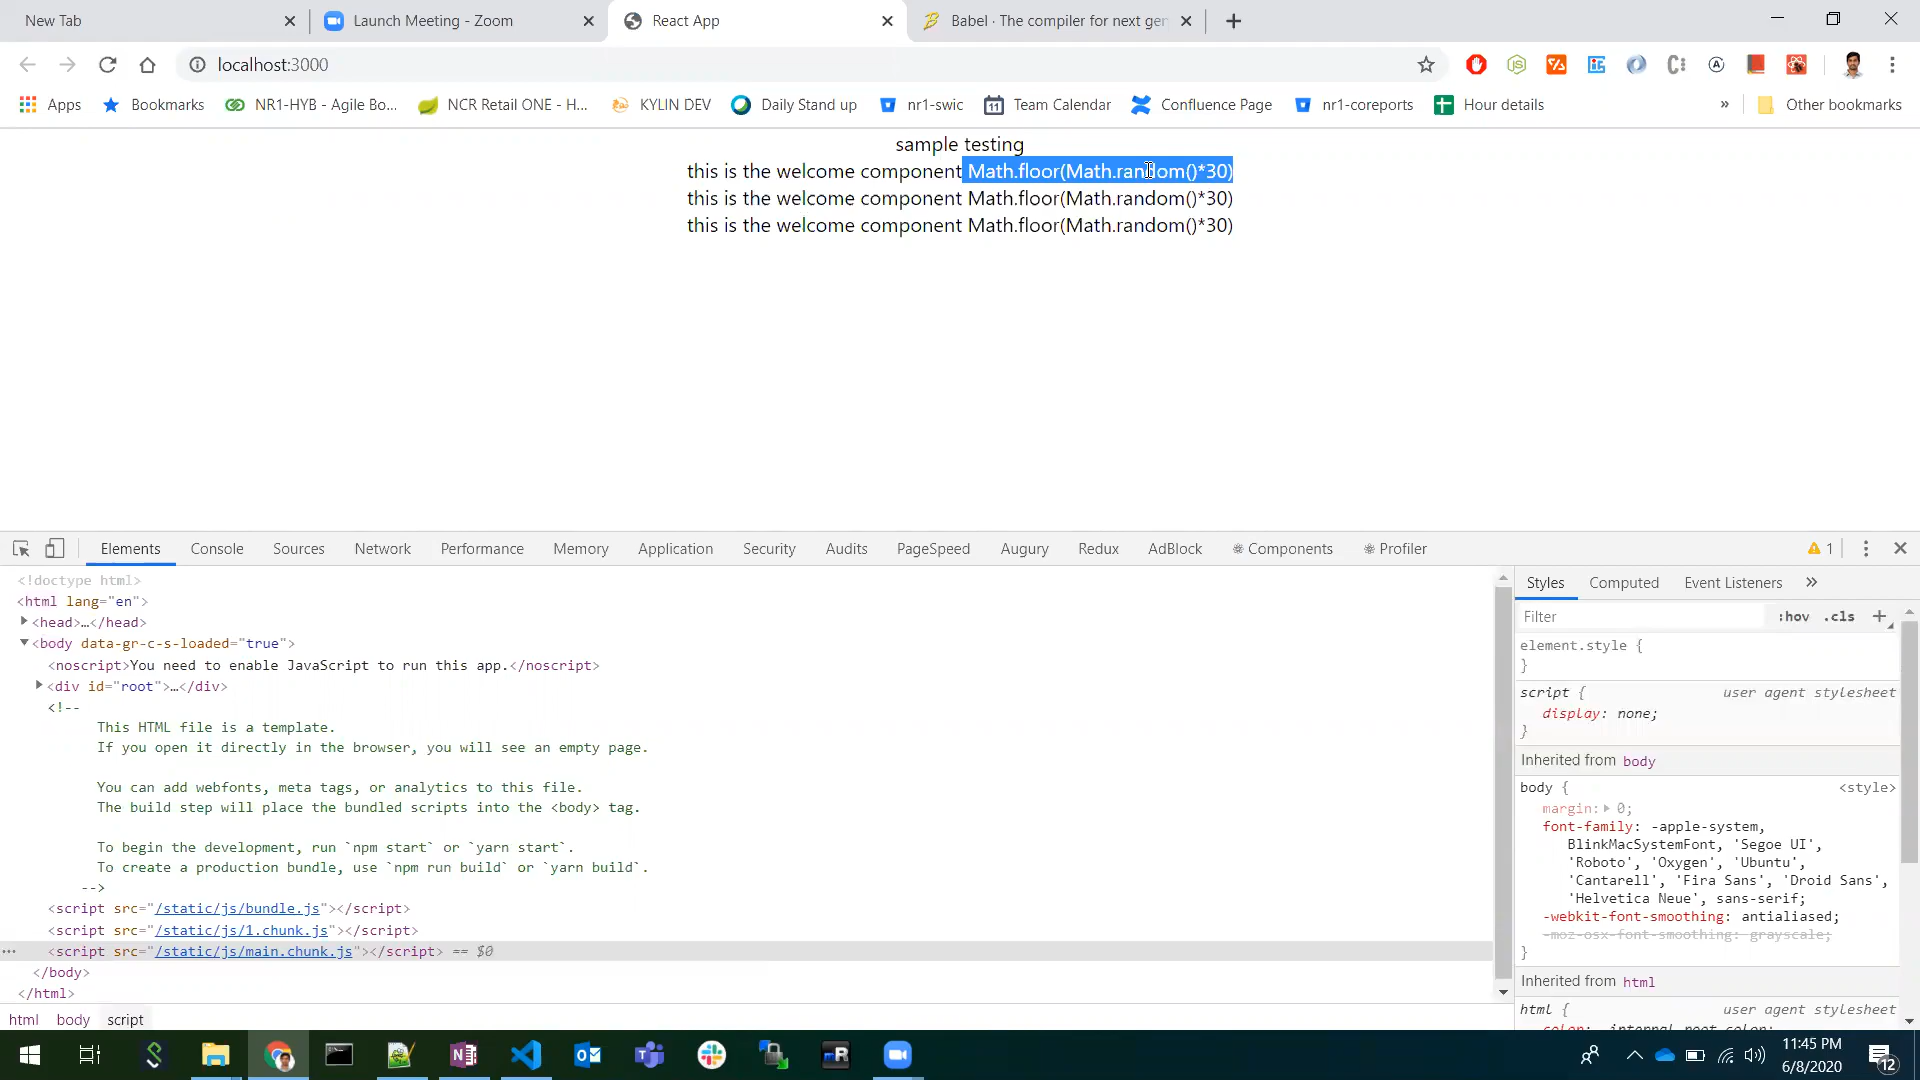 New Tab
Launch Meeting - Zoom
React App
Babel · The compiler for next gen
localhost:3000
Apps
Bookmarks
NR1-HYB - Agile Bo...
NCR Retail ONE - H...
KYLIN DEV
Daily Stand up
nr1-swic
11
Team Calendar
Confluence Page
nr1-coreports
Hour details
»
Other bookmarks
sample testing
this is the welcome component Math.floor(Math.random()*30)
this is the welcome component Math.floor(Math.random()*30)
this is the welcome component Math.floor(Math.random()*30)
Elements
Console
Sources
Network
Performance
Memory
Application
Security
Audits
PageSpeed
Augury
Redux
AdBlock
Components
Profiler
1
<!doctype html>
<html lang="en">
<head>…</head>
<body data-gr-c-s-loaded="true">
<noscript>You need to enable JavaScript to run this app.</noscript>
<div id="root">…</div>
<!--
This HTML file is a template.
If you open it directly in the browser, you will see an empty page.
You can add webfonts, meta tags, or analytics to this file.
The build step will place the bundled scripts into the <body> tag.
To begin the development, run `npm start` or `yarn start`.
To create a production bundle, use `npm run build` or `yarn build`.
-->
<script src="/static/js/bundle.js"></script>
<script src="/static/js/1.chunk.js"></script>
<script src="/static/js/main.chunk.js"></script> == $0
</body>
</html>
html body script
Styles
Computed
Event Listeners
»
Filter
:hov .cls +
element.style {
}
script { user agent stylesheet
display: none;
}
Inherited from body
body { <style>
margin: 0;
font-family: -apple-system,
BlinkMacSystemFont, 'Segoe UI',
'Roboto', 'Oxygen', 'Ubuntu',
'Cantarell', 'Fira Sans', 'Droid Sans',
'Helvetica Neue', sans-serif;
-webkit-font-smoothing: antialiased;
-moz-osx-font-smoothing: grayscale;
}
Inherited from html
html { user agent stylesheet
color: -internal-root-color;
11:45 PM
6/8/2020
12